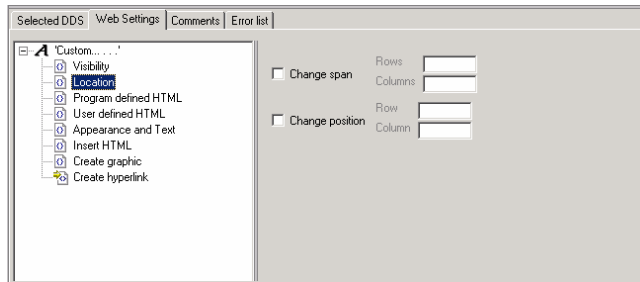 Selected DDS Web Settings Comments Error list
A 'Custom... . . .'
Visibility
Location
Program defined HTML
User defined HTML
Appearance and Text
Insert HTML
Create graphic
Create hyperlink
Change span
Rows
Columns
Change position
Row
Column